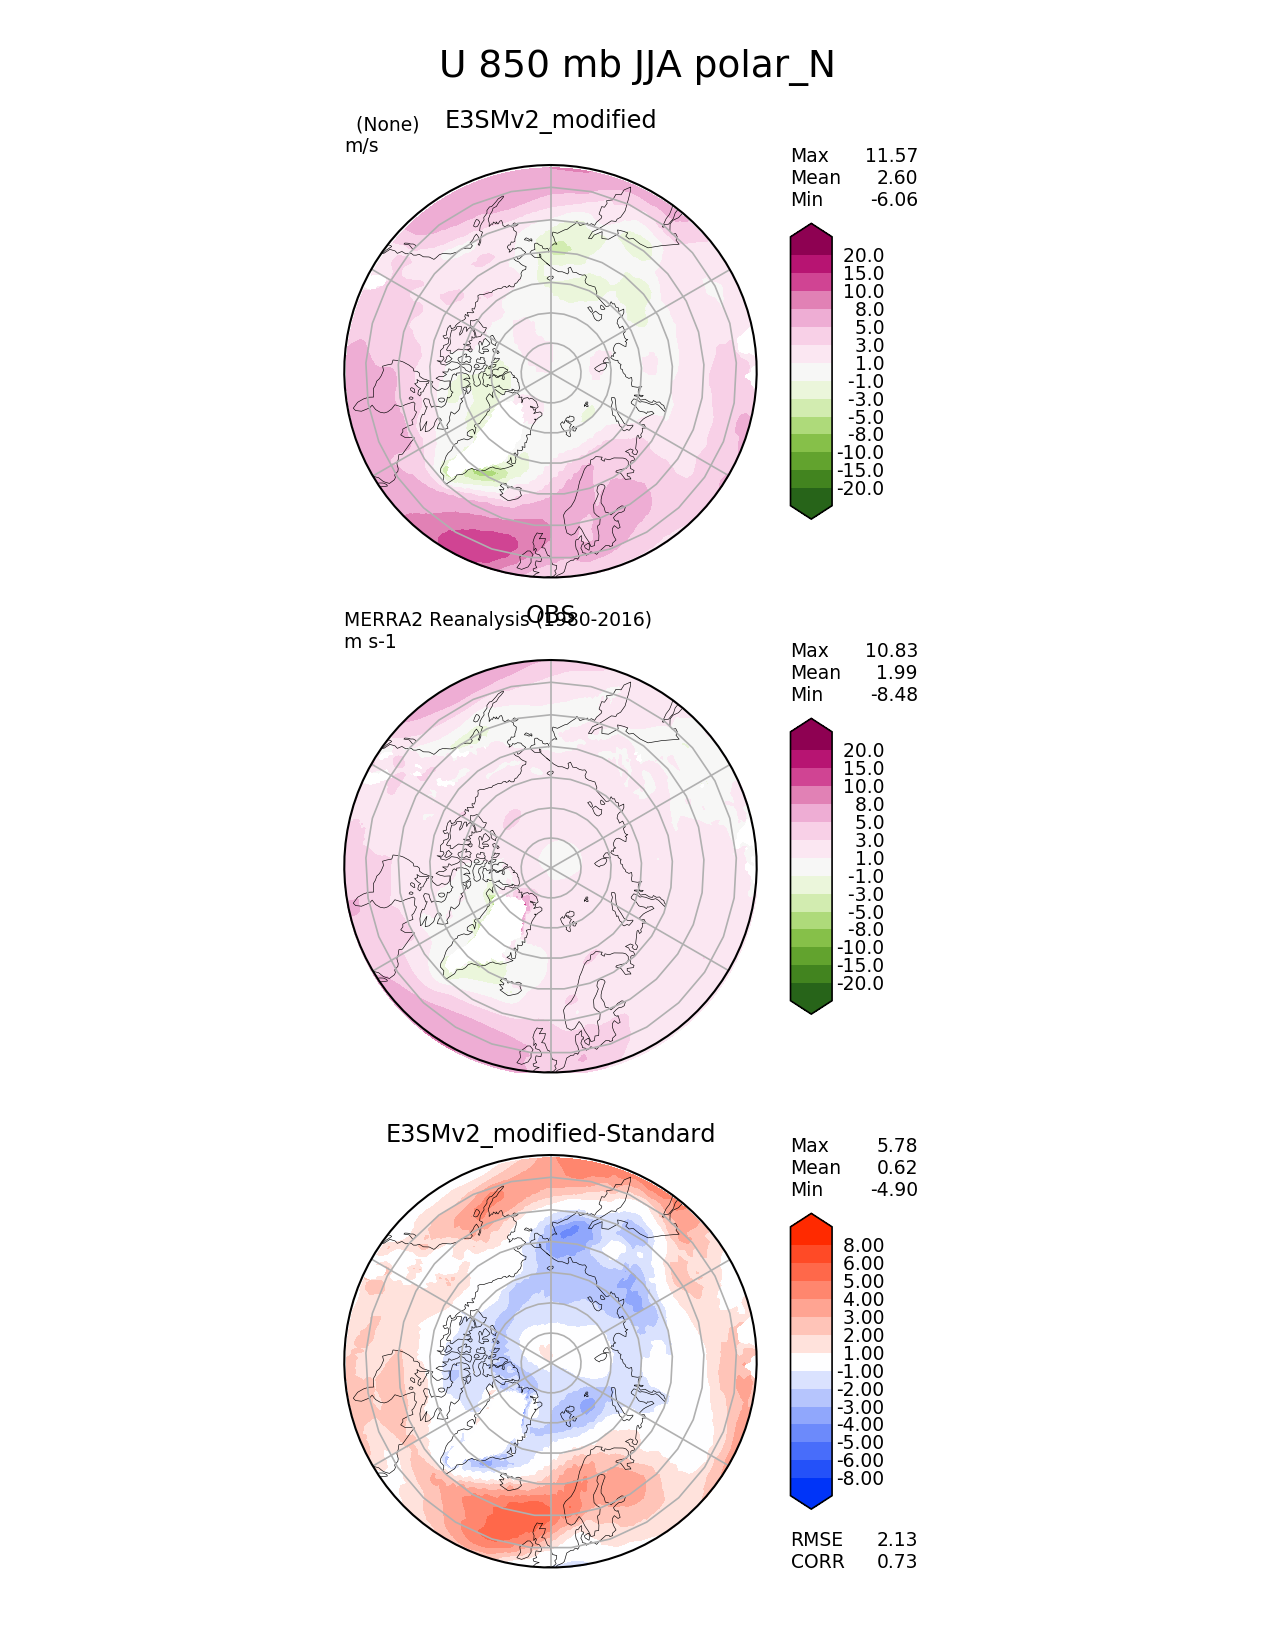 U 850 mb JJA polar_N
(None) E3SMv2_modified
m/s
Max 11.57
Mean 2.60
Min -6.06
20.0
15.0
10.0
8.0
5.0
3.0
1.0
-1.0
-3.0
-5.0
-8.0
-10.0
-15.0
-20.0
OBS
MERRA2 Reanalysis (1980-2016)
m s-1
Max 10.83
Mean 1.99
Min -8.48
20.0
15.0
10.0
8.0
5.0
3.0
1.0
-1.0
-3.0
-5.0
-8.0
-10.0
-15.0
-20.0
E3SMv2_modified-Standard
Max 5.78
Mean 0.62
Min -4.90
8.00
6.00
5.00
4.00
3.00
2.00
1.00
-1.00
-2.00
-3.00
-4.00
-5.00
-6.00
-8.00
RMSE 2.13
CORR 0.73